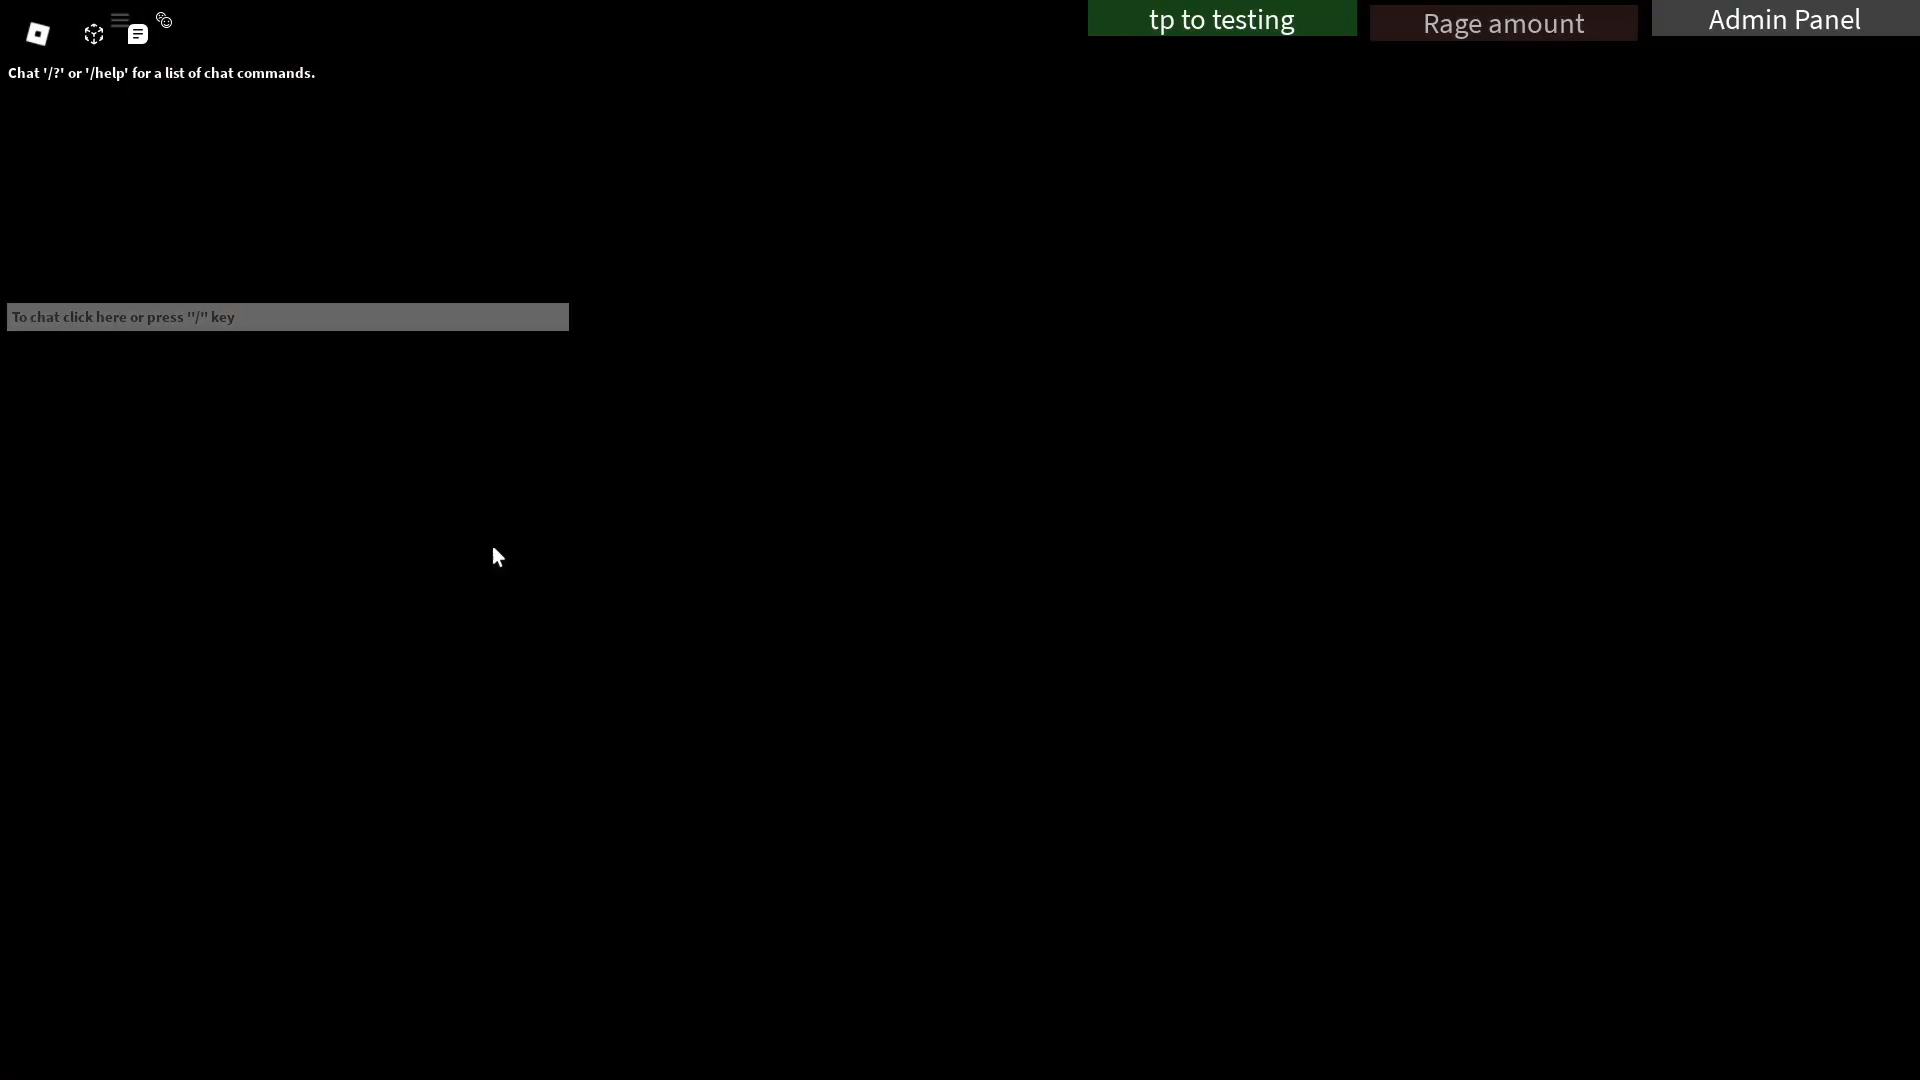 tp to testing
Rage amount
Admin Panel
Chat '/?' or '/help' for a list of chat commands.
To chat click here or press "/" key